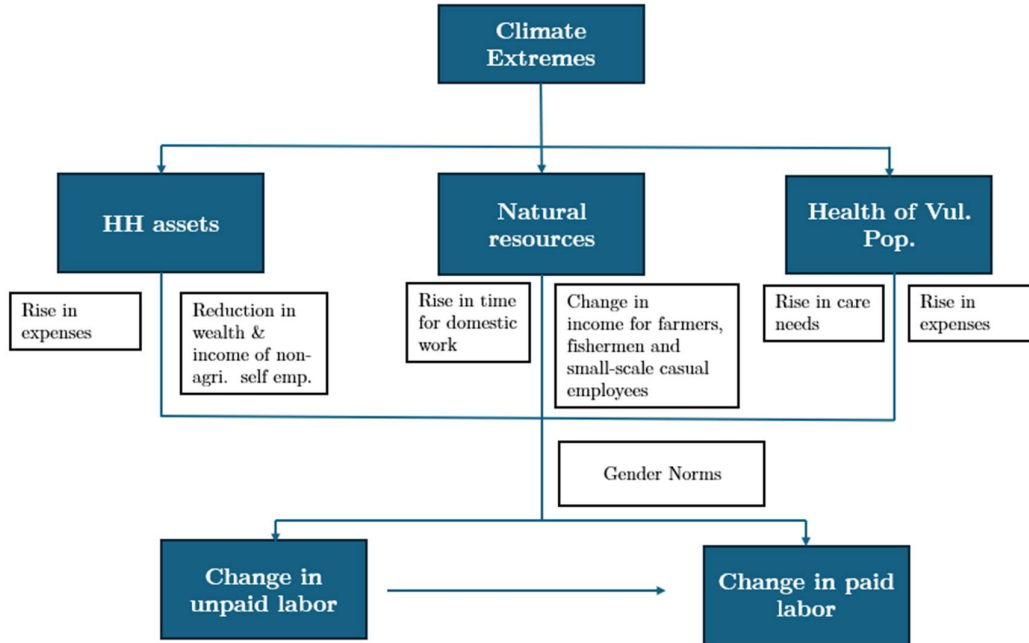 Climate
Extremes
HH assets
Natural
resources
Health of Vul.
Pop.
Rise in
expenses
Reduction in
wealth &
income of non-
agri. self emp.
Rise in time
for domestic
work
Change in
income for farmers,
fishermen and
small-scale casual
employees
Rise in care
needs
Rise in
expenses
Gender Norms
Change in
unpaid labor
Change in paid
labor